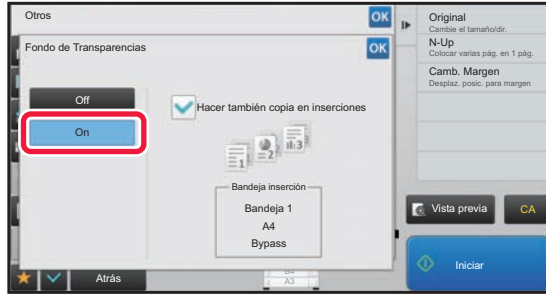 Otros
OK
Fondo de Transparencias
OK
Off
On
Hacer también copia en inserciones
1
2
3
Bandeja inserción
Bandeja 1
A4
Bypass
Atrás
A3
Original
Cambie el tamaño/dir.
N-Up
Colocar varias pág. en 1 pág.
Camb. Margen
Desplaz. posic. para margen
Vista previa
CA
Iniciar